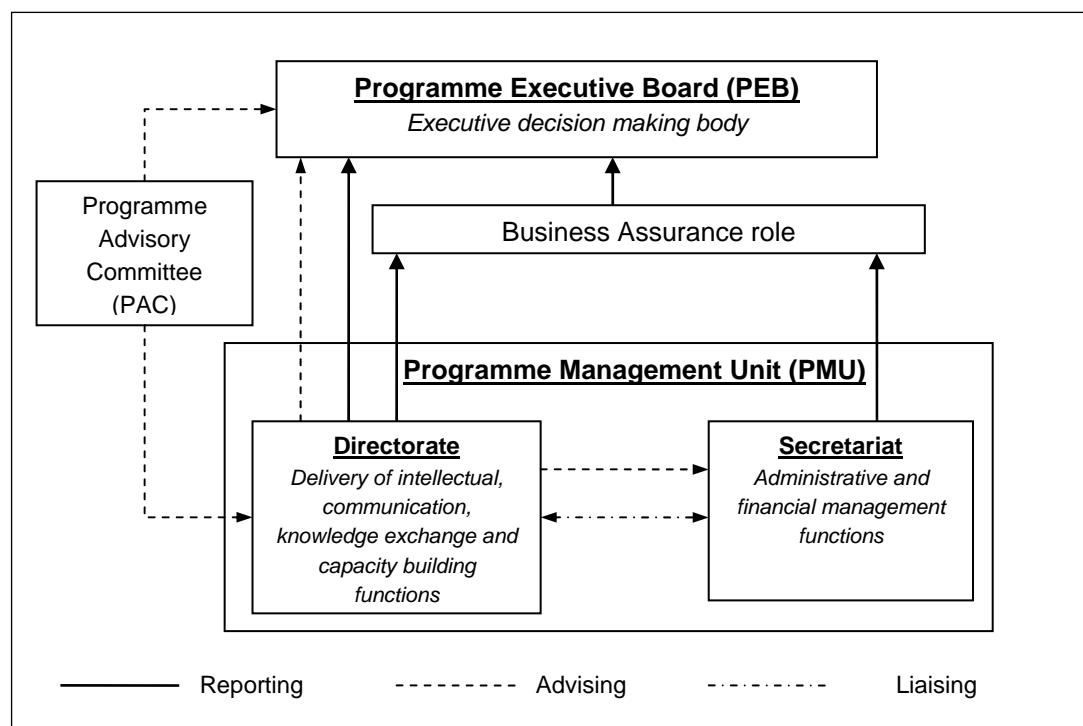 Programme Executive Board (PEB)
Executive decision making body
Programme
Advisory
Committee
(PAC)
Business Assurance role
Programme Management Unit (PMU)
Directorate
Delivery of intellectual,
communication,
knowledge exchange and
capacity building
functions
Secretariat
Administrative and
financial management
functions
Reporting
Advising
Liaising